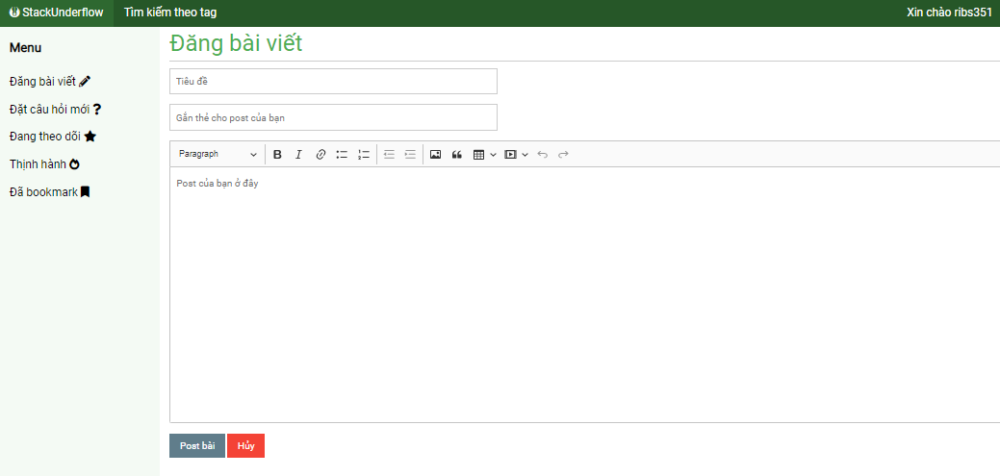 StackUnderflow Tìm kiếm theo tag Xin chào ribs351
Menu
Đăng bài viết
Đặt câu hỏi mới
Đang theo dõi
Thịnh hành
Đã bookmark
Đăng bài viết
Tiêu đề
Gắn thẻ cho post của bạn
Paragraph B I
Post của bạn ở đây
Post bài Hủy